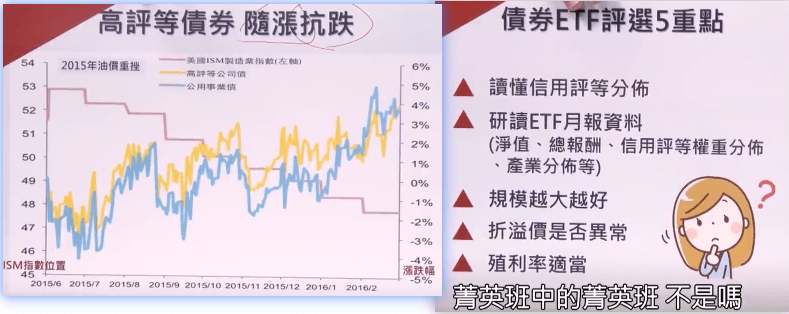 高評等債券 隨漲抗跌
2015年油價重挫
美國ISM製造業指數(左軸)
高評等公司債
公用事業債
54
53
52
51
50
49
48
47
46
45
6%
5%
4%
3%
2%
1%
0%
-1%
-2%
-3%
-4%
-5%
ISM指數位置
漲跌幅
2015/6 2015/7 2015/8 2015/9 2015/10 2015/11 2015/12 2016/1 2016/2
債券ETF評選5重點
▲ 讀懂信用評等分佈
▲ 研讀ETF月報資料
(淨值、總報酬、信用評等權重分佈
、產業分佈等)
▲ 規模越大越好
▲ 折溢價是否異常
▲ 殖利率適當
?
菁英班中的菁英班 不是嗎